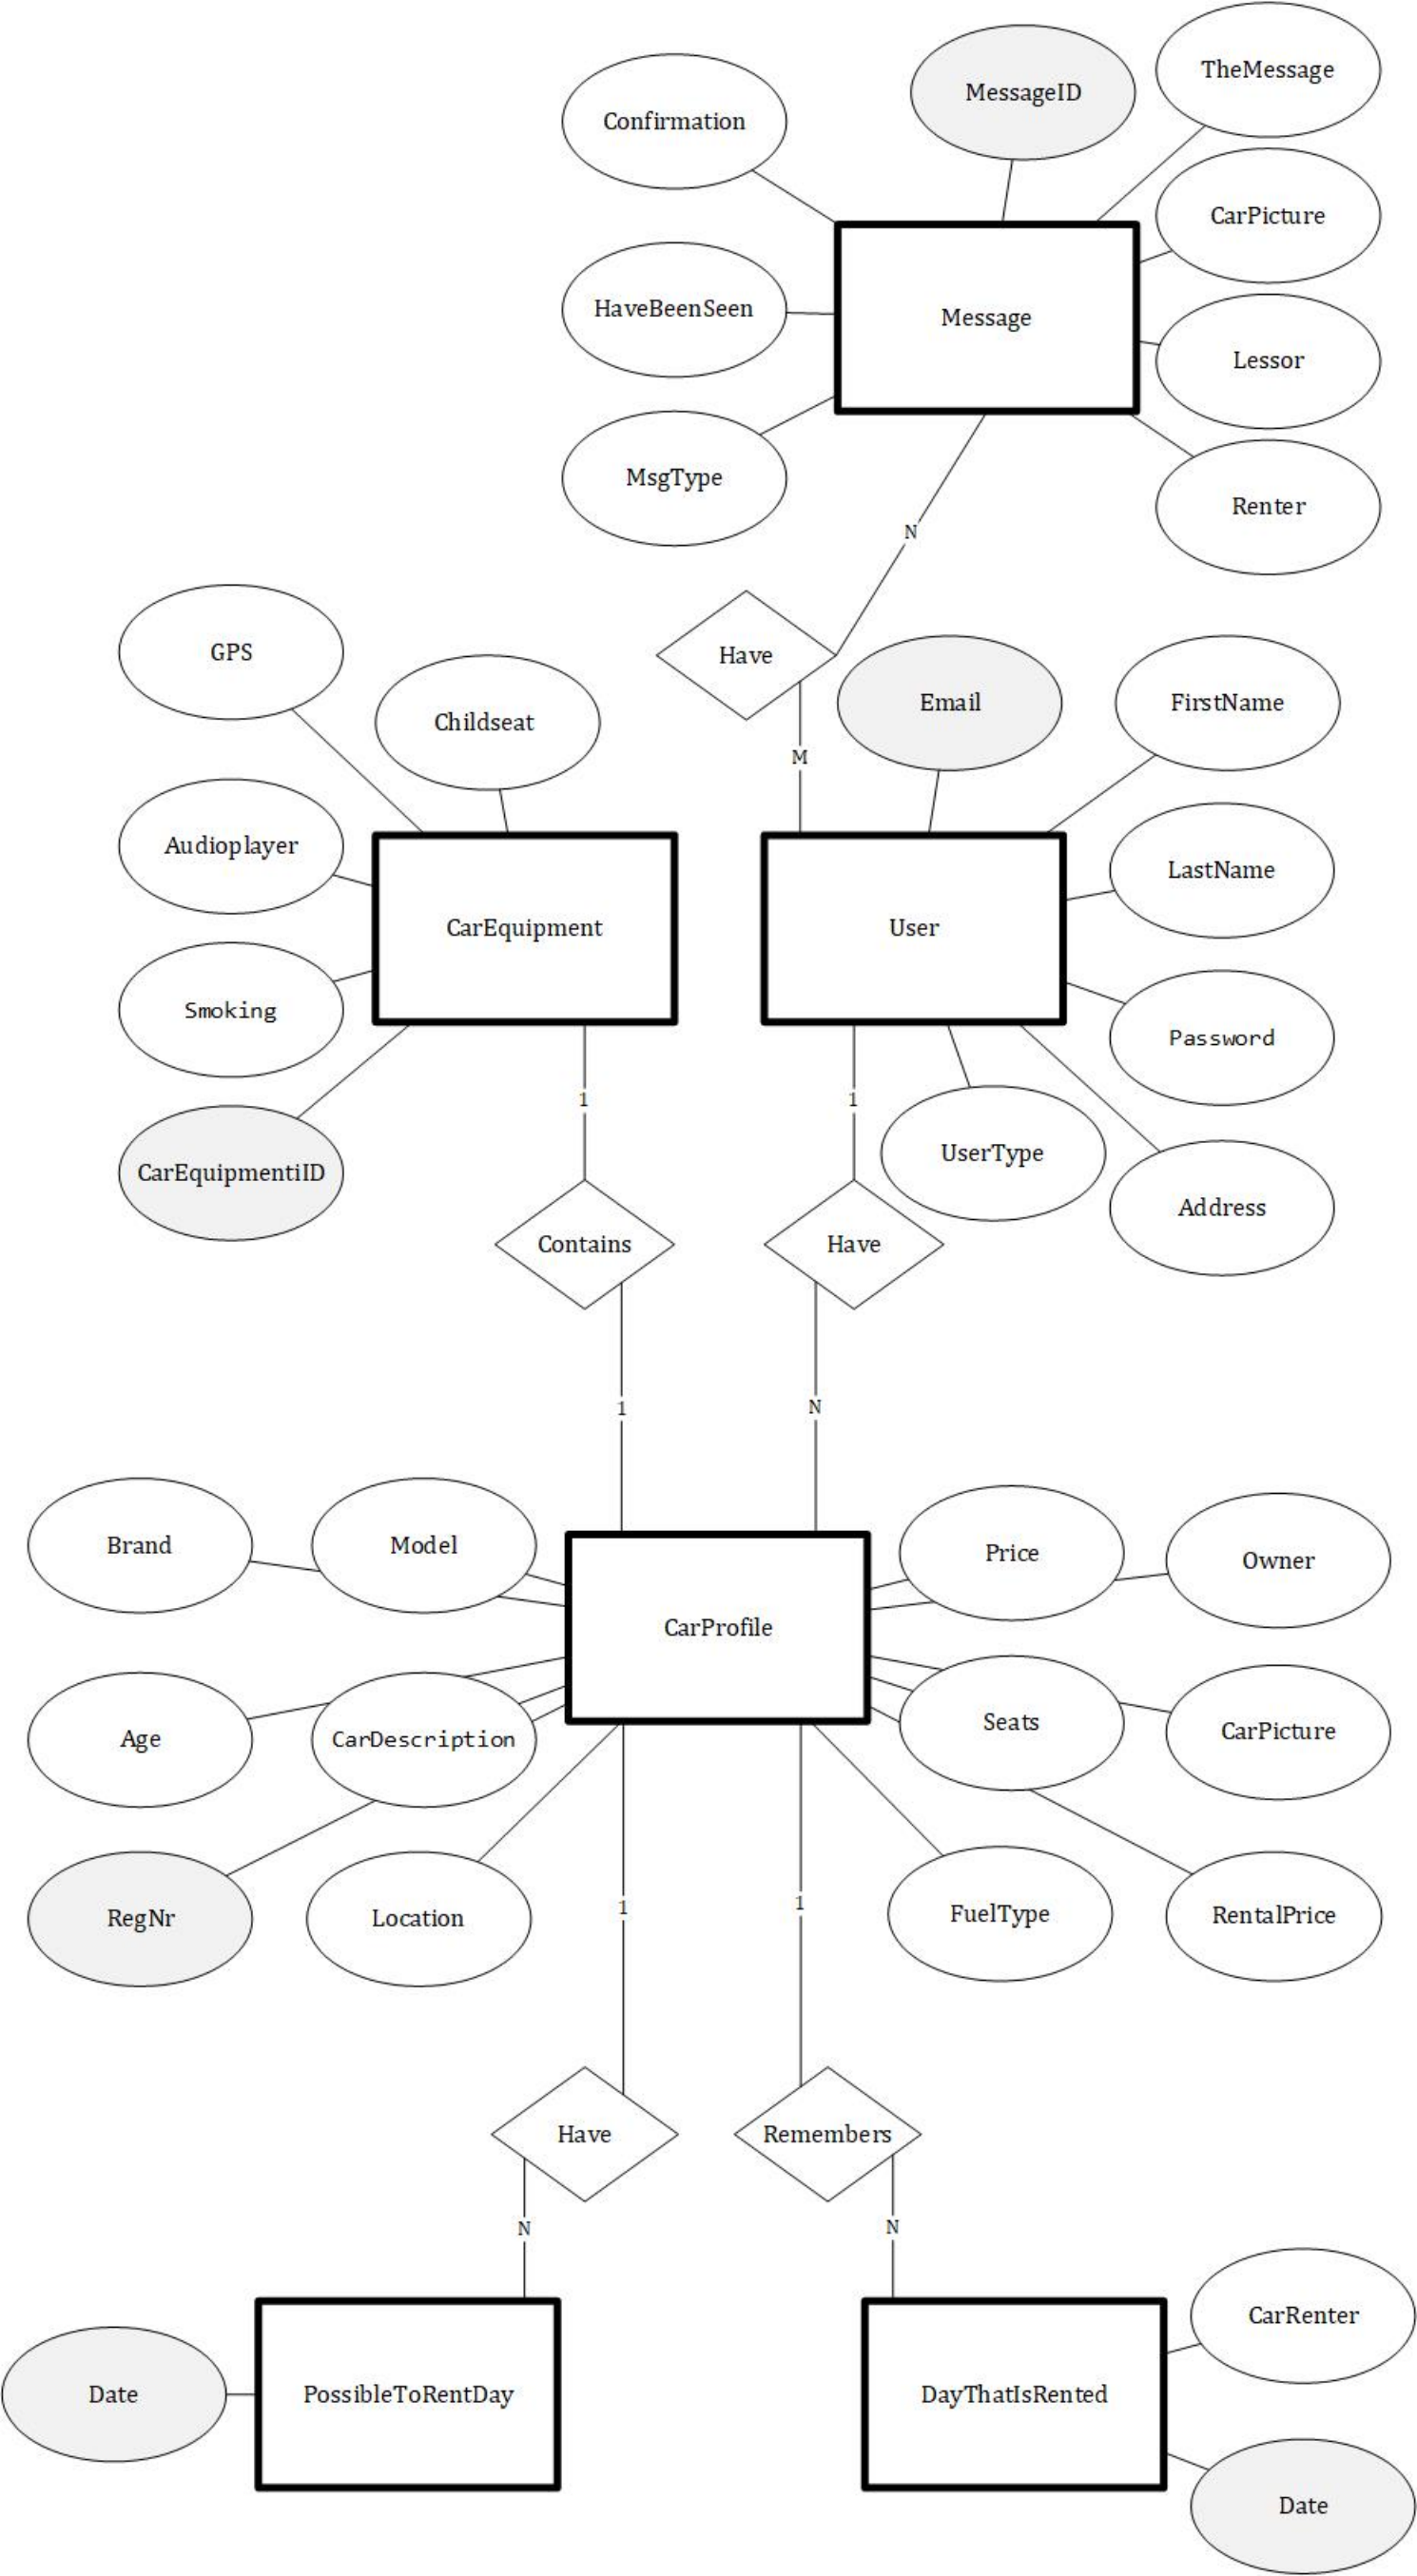 TheMessage
MessageID
Confirmation
CarPicture
HaveBeenSeen
Message
Lessor
MsgType
Renter
N
GPS
Have
Email
FirstName
Childseat
M
Audioplayer
LastName
CarEquipment
User
Smoking
Password
1
1
UserType
CarEquipmentiID
Address
Contains
Have
1
N
Brand
Model
Price
Owner
CarProfile
Age
CarDescription
Seats
CarPicture
1
1
RegNr
Location
FuelType
RentalPrice
Have
Remembers
N
N
CarRenter
Date
PossibleToRentDay
DayThatIsRented
Date